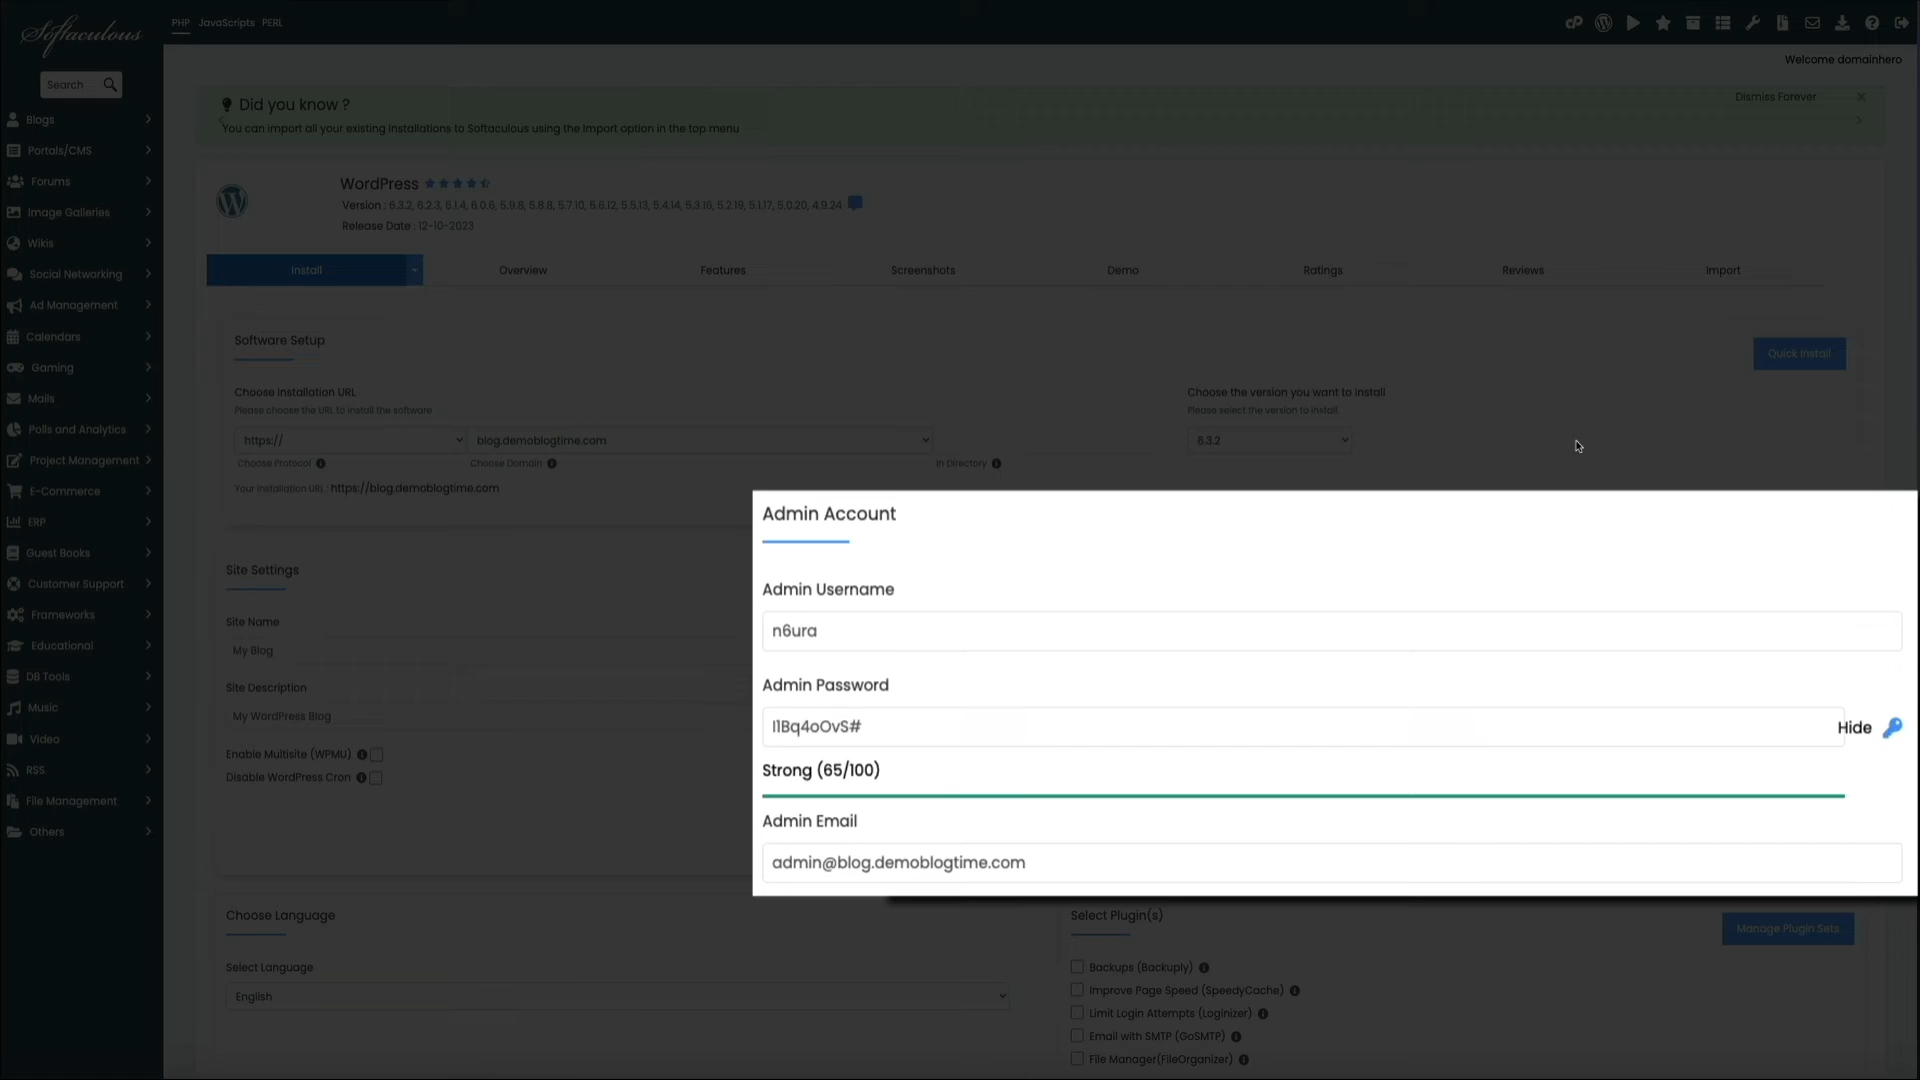 Softaculous
PHP JavaScripts PERL
Welcome domainhero
Search
Blogs
Portals/CMS
Forums
Image Galleries
Wikis
Social Networking
Ad Management
Calendars
Gaming
Mails
Polls and Analytics
Project Management
E-Commerce
ERP
Guest Books
Customer Support
Frameworks
Educational
DB Tools
Music
Video
RSS
File Management
Others
Did you know ?
Dismiss Forever
You can import all your existing installations to Softaculous using the Import option in the top menu
WordPress
Version : 6.3.2, 6.2.3, 6.1.4, 6.0.6, 5.9.8, 5.8.8, 5.7.10, 5.6.12, 5.5.13, 5.4.14, 5.3.16, 5.2.19, 5.1.17, 5.0.20, 4.9.24
Release Date : 12-10-2023
Install Overview Features Screenshots Demo Ratings Reviews Import
Software Setup
Quick Install
Choose Installation URL
Please choose the URL to install the software
https:// blog.demoblogtime.com
Choose Protocol Choose Domain In Directory
Your Installation URL : https://blog.demoblogtime.com
Choose the version you want to install
Please select the version to install.
6.3.2
Site Settings
Site Name
My Blog
Site Description
My WordPress Blog
Enable Multisite (WPMU)
Disable WordPress Cron
Admin Account
Admin Username
n6ura
Admin Password
I1Bq4oOvS#
Hide
Strong (65/100)
Admin Email
admin@blog.demoblogtime.com
Choose Language
Select Language
English
Select Plugin(s)
Manage Plugin Sets
Backups (Backuply)
Improve Page Speed (SpeedyCache)
Limit Login Attempts (Loginizer)
Email with SMTP (GoSMTP)
File Manager(FileOrganizer)